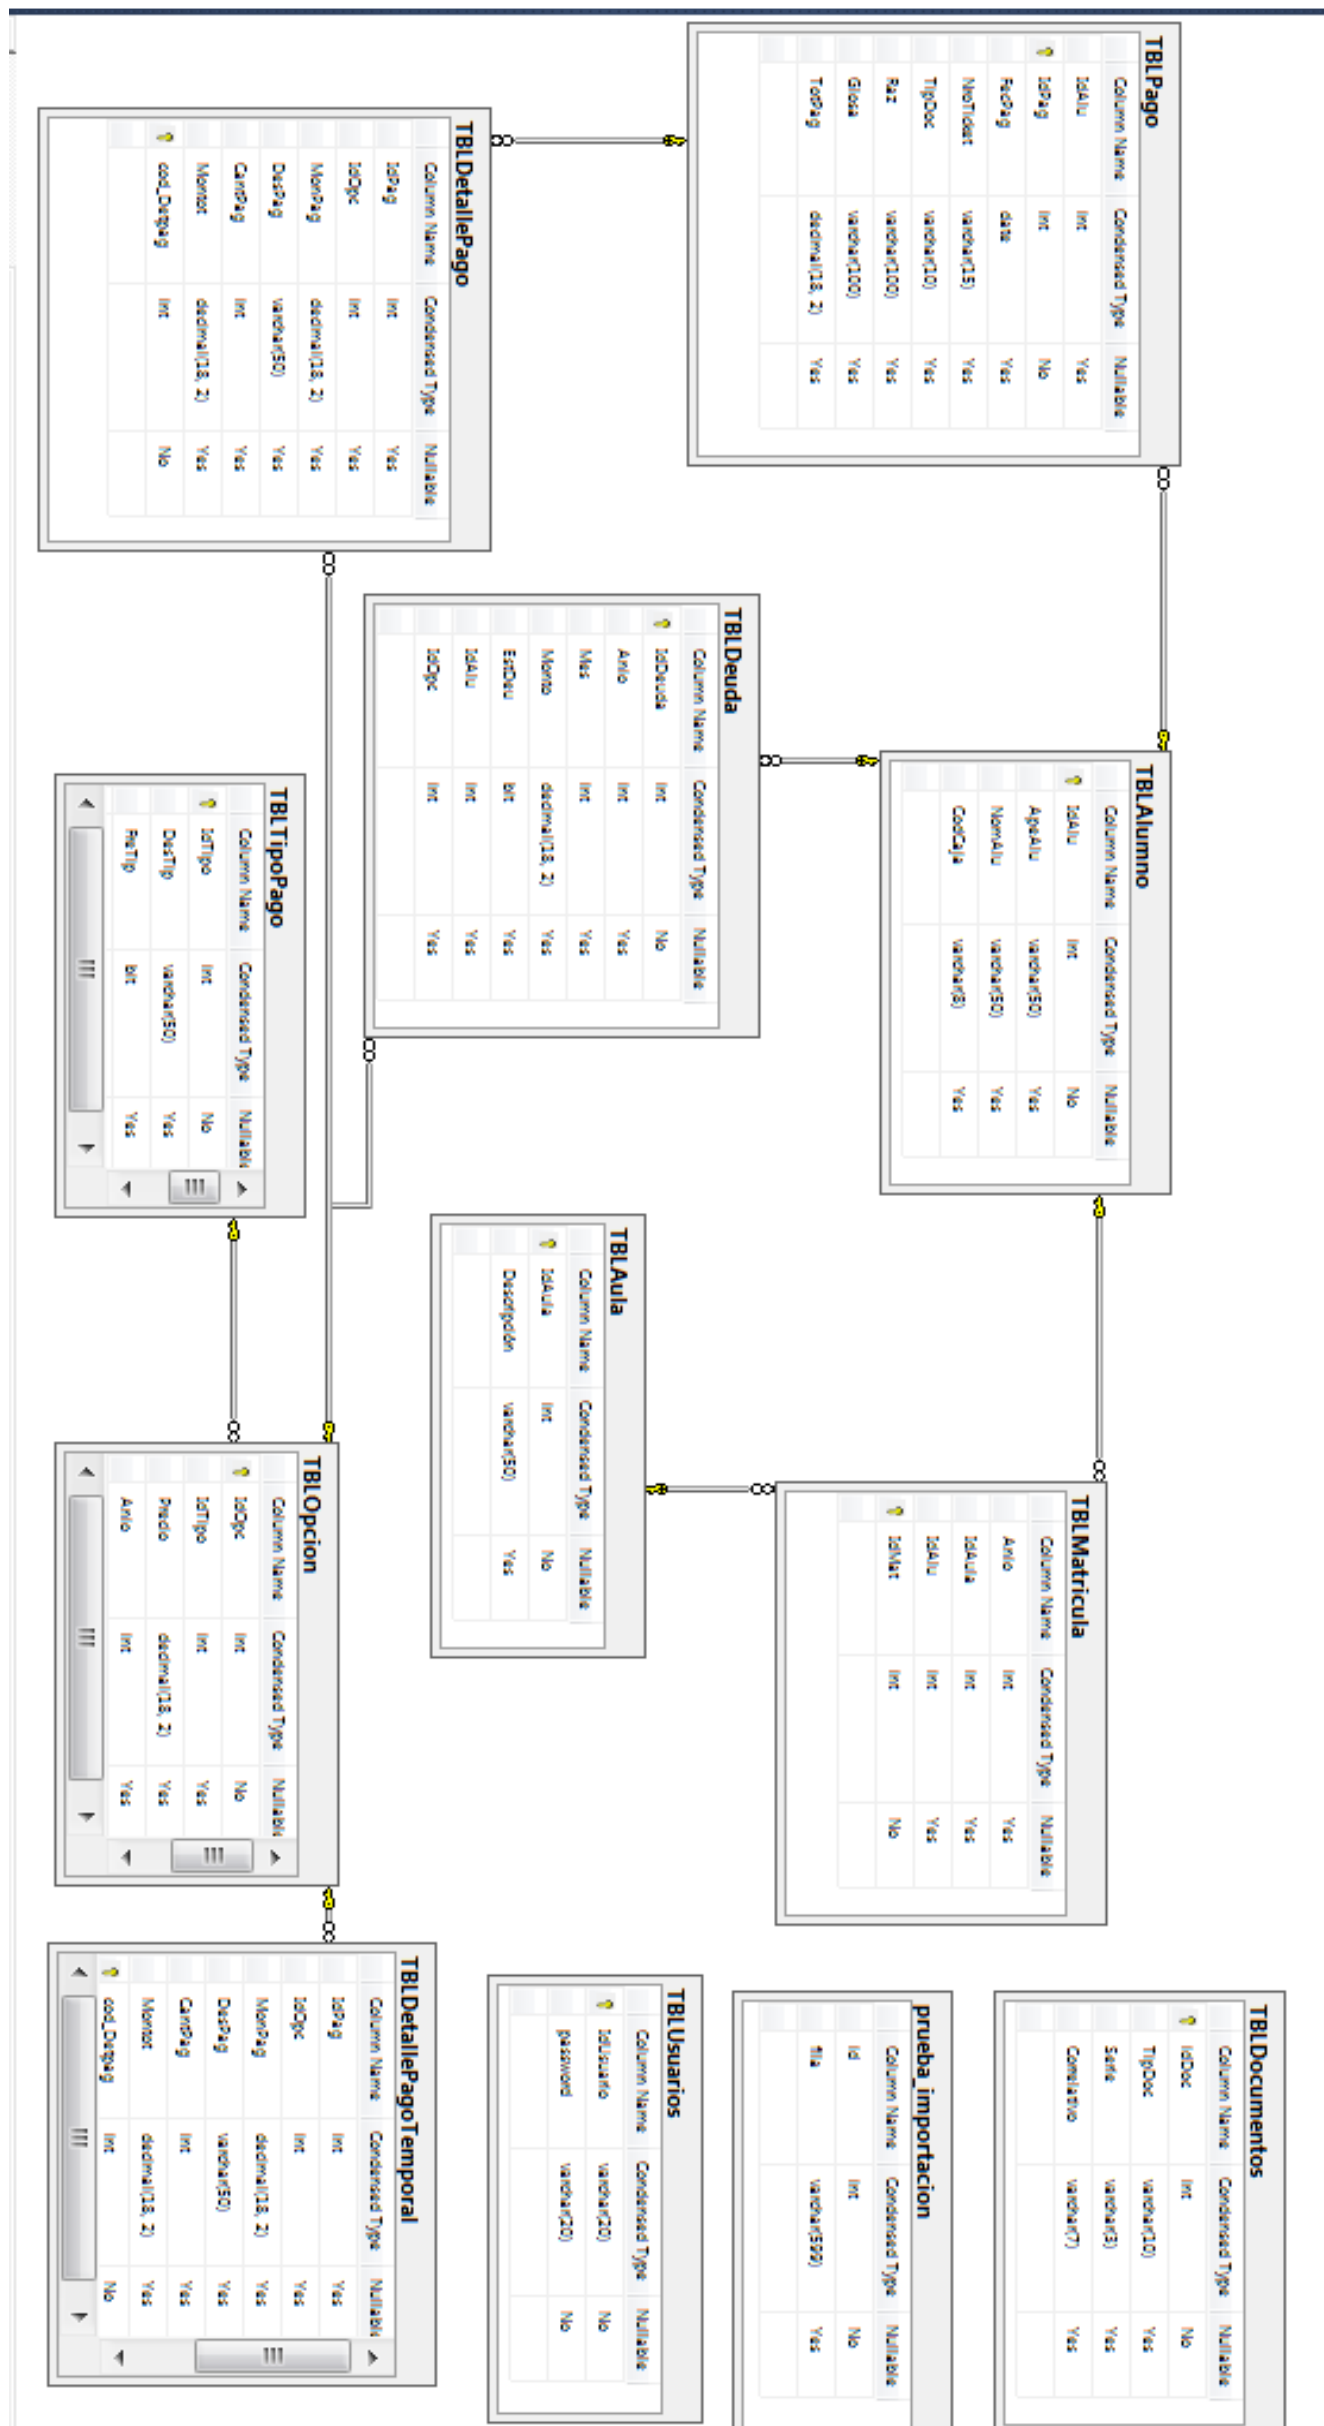 TBLPago
Column Name Condensed Type Nullable
IdAlu int Yes
IdPag int No
FecPag date Yes
NroTicket varchar(15) Yes
TipDoc varchar(10) Yes
Raz varchar(100) Yes
Glosa varchar(100) Yes
TotPag decimal(18, 2) Yes
TBLAlumno
Column Name Condensed Type Nullable
IdAlu int No
ApeAlu varchar(50) Yes
NomAlu varchar(50) Yes
CodCaja varchar(8) Yes
TBLMatricula
Column Name Condensed Type Nullable
Anio int Yes
IdAula int Yes
IdAlu int Yes
IdMat int No
TBLDocumentos
Column Name Condensed Type Nullable
IdDoc int No
TipDoc varchar(10) Yes
Serie varchar(3) Yes
Correlativo varchar(7) Yes
prueba_importacion
Column Name Condensed Type Nullable
id int No
fila varchar(599) Yes
TBLDetallePago
Column Name Condensed Type Nullable
IdPag int Yes
IdOpc int Yes
MonPag decimal(18, 2) Yes
DesPag varchar(50) Yes
CantPag int Yes
Montot decimal(18, 2) Yes
cod_Detpag int No
TBLDeuda
Column Name Condensed Type Nullable
IdDeuda int No
Anio int Yes
Mes int Yes
Monto decimal(18, 2) Yes
EstDeu bit Yes
IdAlu int Yes
IdOpc int Yes
TBLAula
Column Name Condensed Type Nullable
IdAula int No
Descripción varchar(50) Yes
TBLUsuarios
Column Name Condensed Type Nullable
IdUsuario varchar(20) No
password varchar(20) No
TBLTipoPago
Column Name Condensed Type Nullable
IdTipo int No
DesTip varchar(50) Yes
PreTip bit Yes
TBLOpcion
Column Name Condensed Type Nullable
IdOpc int No
IdTipo int Yes
Precio decimal(18, 2) Yes
Anio int Yes
TBLDetallePagoTemporal
Column Name Condensed Type Nullable
IdPag int Yes
IdOpc int Yes
MonPag decimal(18, 2) Yes
DesPag varchar(50) Yes
CantPag int Yes
Montot decimal(18, 2) Yes
cod_Detpag int No